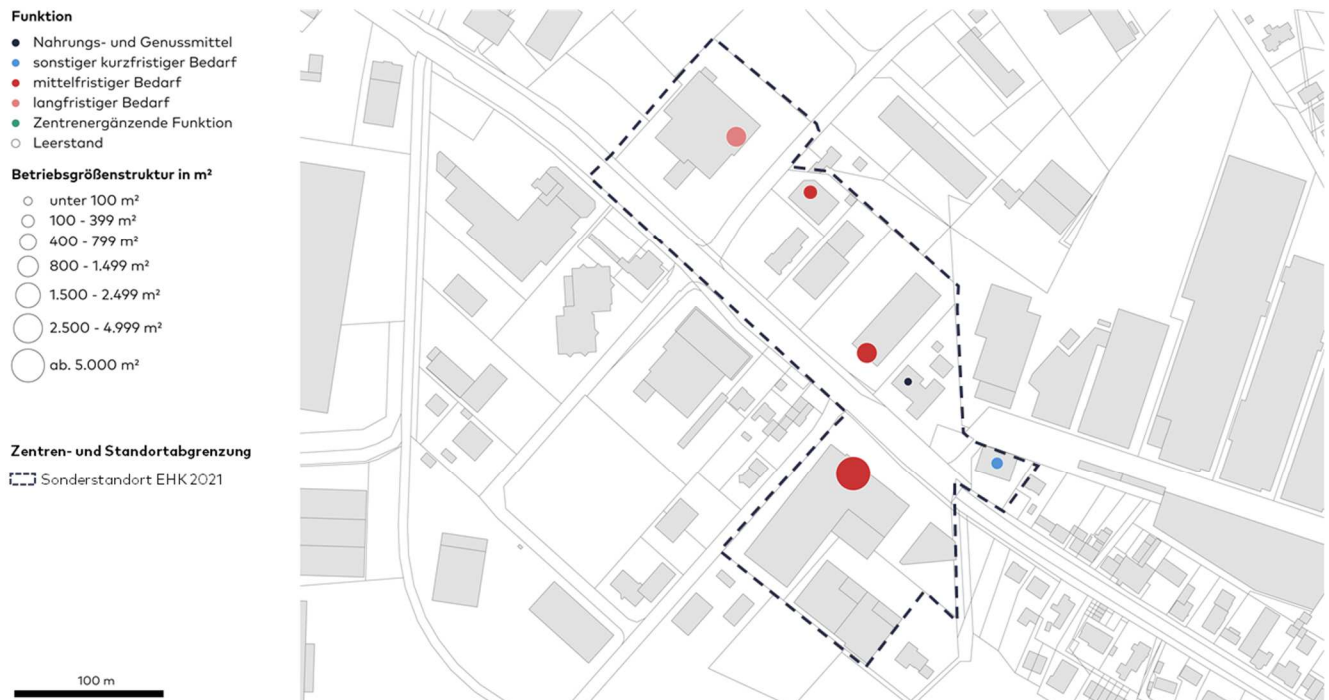 Funktion
Nahrungs- und Genussmittel
sonstiger kurzfristiger Bedarf
mittelfristiger Bedarf
langfristiger Bedarf
Zentrenergänzende Funktion
Leerstand
Betriebsgrößenstruktur in m²
unter 100 m²
100 - 399 m²
400 - 799 m²
800 - 1.499 m²
1.500 - 2.499 m²
2.500 - 4.999 m²
ab. 5.000 m²
Zentren- und Standortabgrenzung
Sonderstandort EHK 2021
100 m